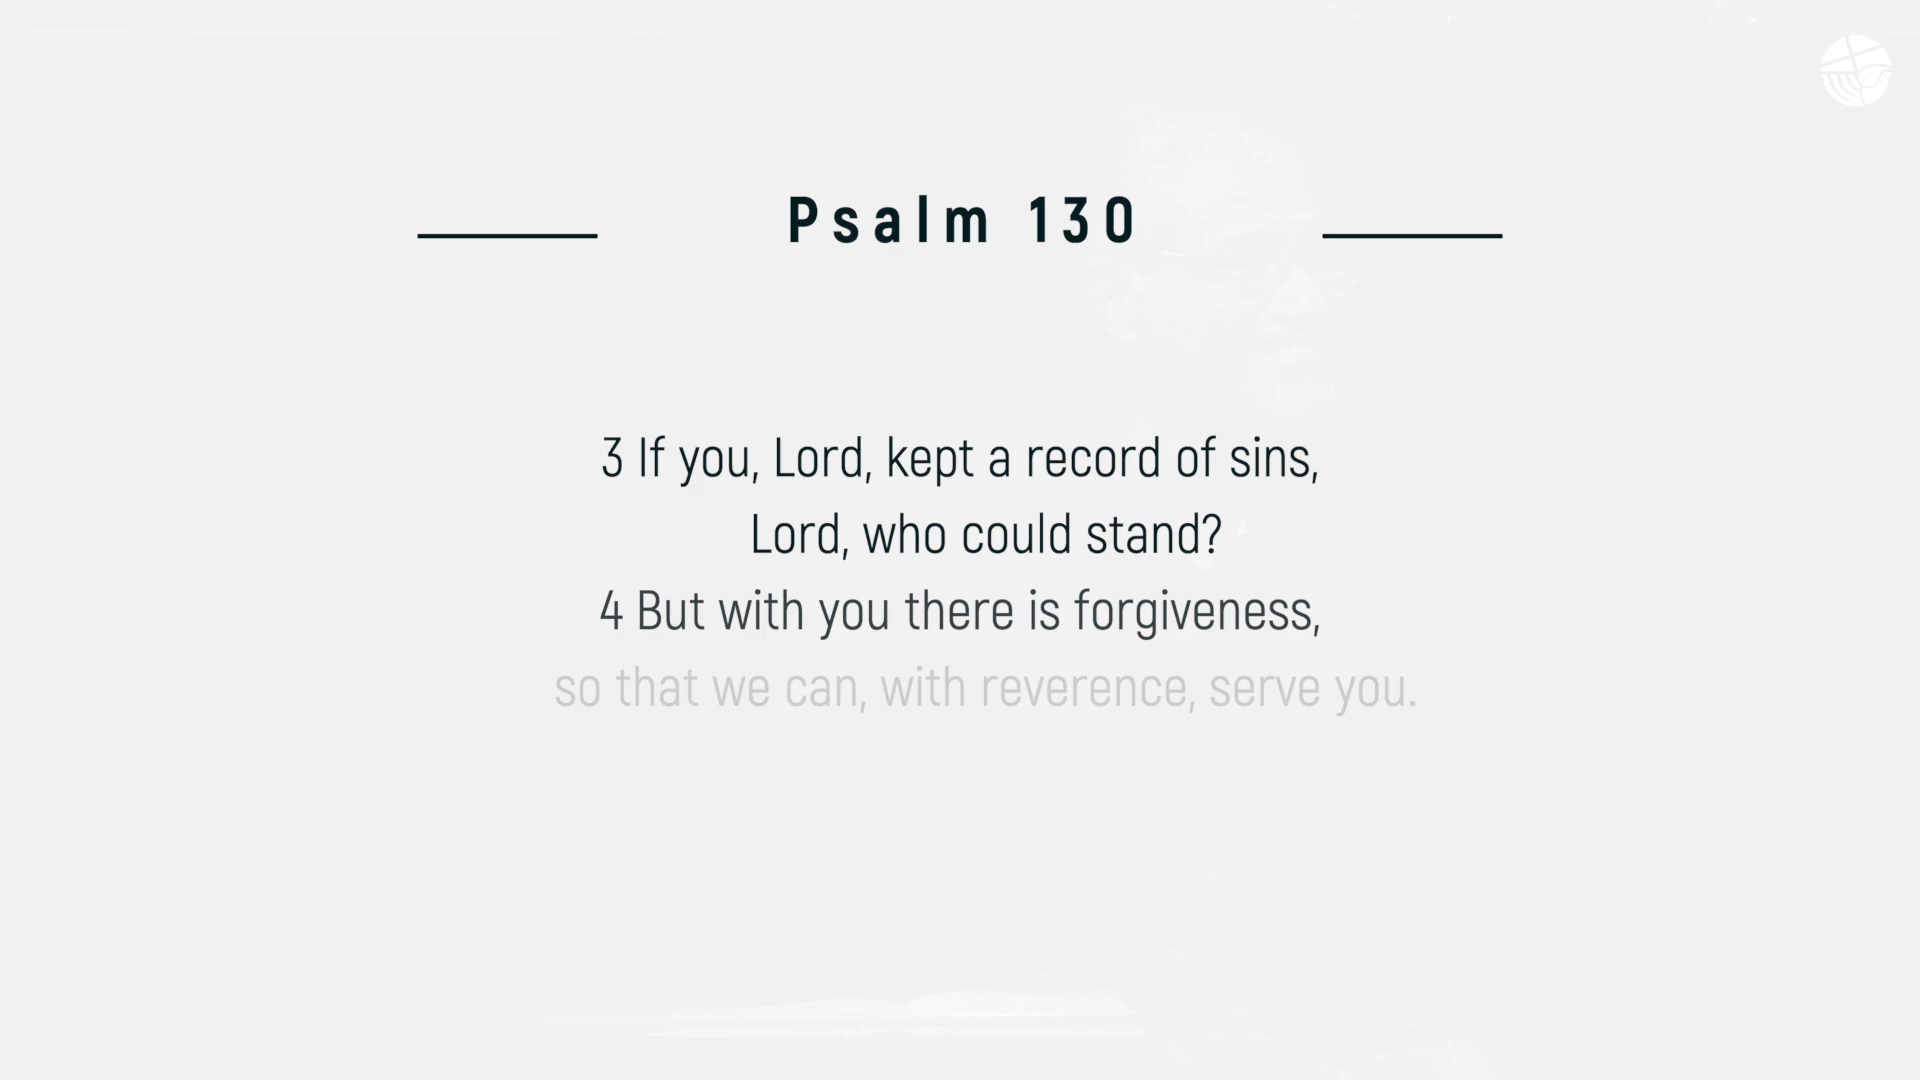 Psalm 130
3 If you, Lord, kept a record of sins,
Lord, who could stand?
4 But with you there is forgiveness,
so that we can, with reverence, serve you.